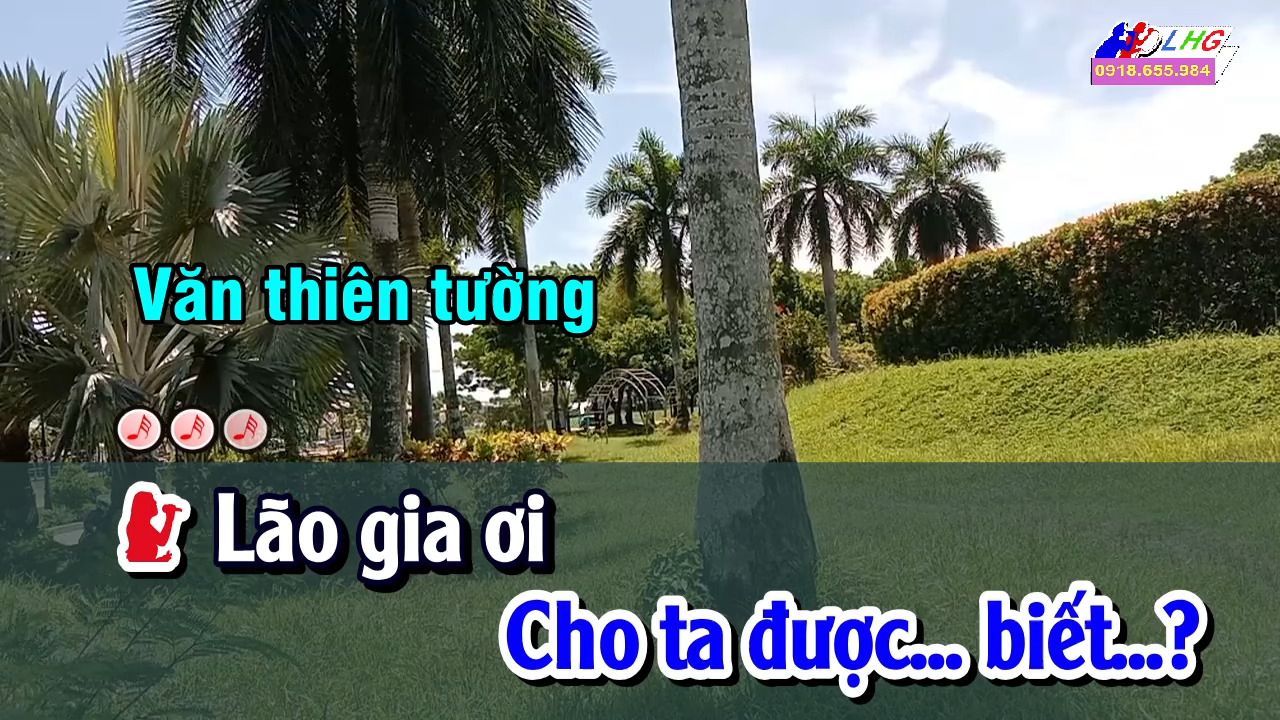 LHG
0918.655.984
Văn thiên tường
Lão gia ơi
Cho ta được... biết...?